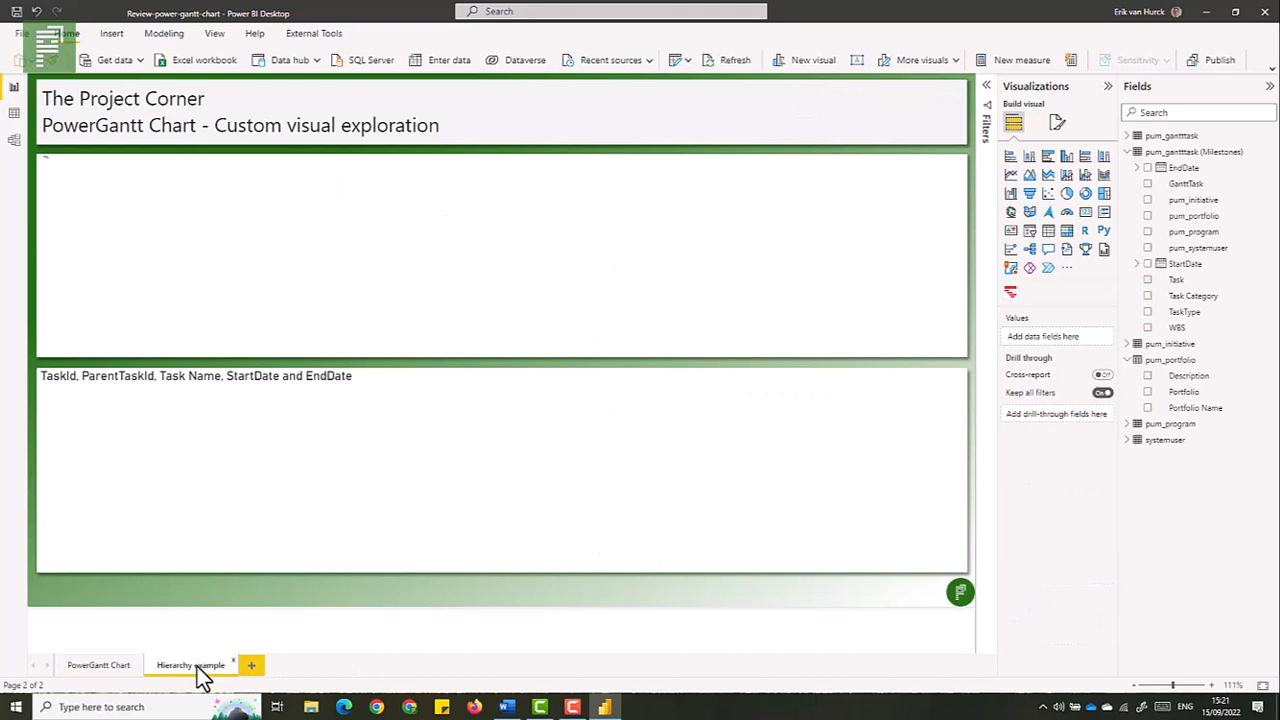 Review-power-gantt-chart - Power BI Desktop
Search
Erik van Hurck
File
Home
Insert
Modeling
View
Help
External Tools
Get data
Excel workbook
Data hub
SQL Server
Enter data
Dataverse
Recent sources
Refresh
New visual
More visuals
New measure
Sensitivity
Publish
The Project Corner
PowerGantt Chart - Custom visual exploration
~
TaskId, ParentTaskId, Task Name, StartDate and EndDate
Filters
Visualizations
Build visual
R
Py
Values
Add data fields here
Drill through
Cross-report
Off
Keep all filters
On
Add drill-through fields here
Fields
Search
pum_gantttask
pum_gantttask (Milestones)
EndDate
GanttTask
pum_initiative
pum_portfolio
pum_program
pum_systemuser
StartDate
Task
Task Category
TaskType
WBS
pum_initiative
pum_portfolio
Description
Portfolio
Portfolio Name
pum_program
systemuser
PowerGantt Chart
Hierarchy example
Page 2 of 2
111%
Type here to search
ENG
15:21
15/09/2022